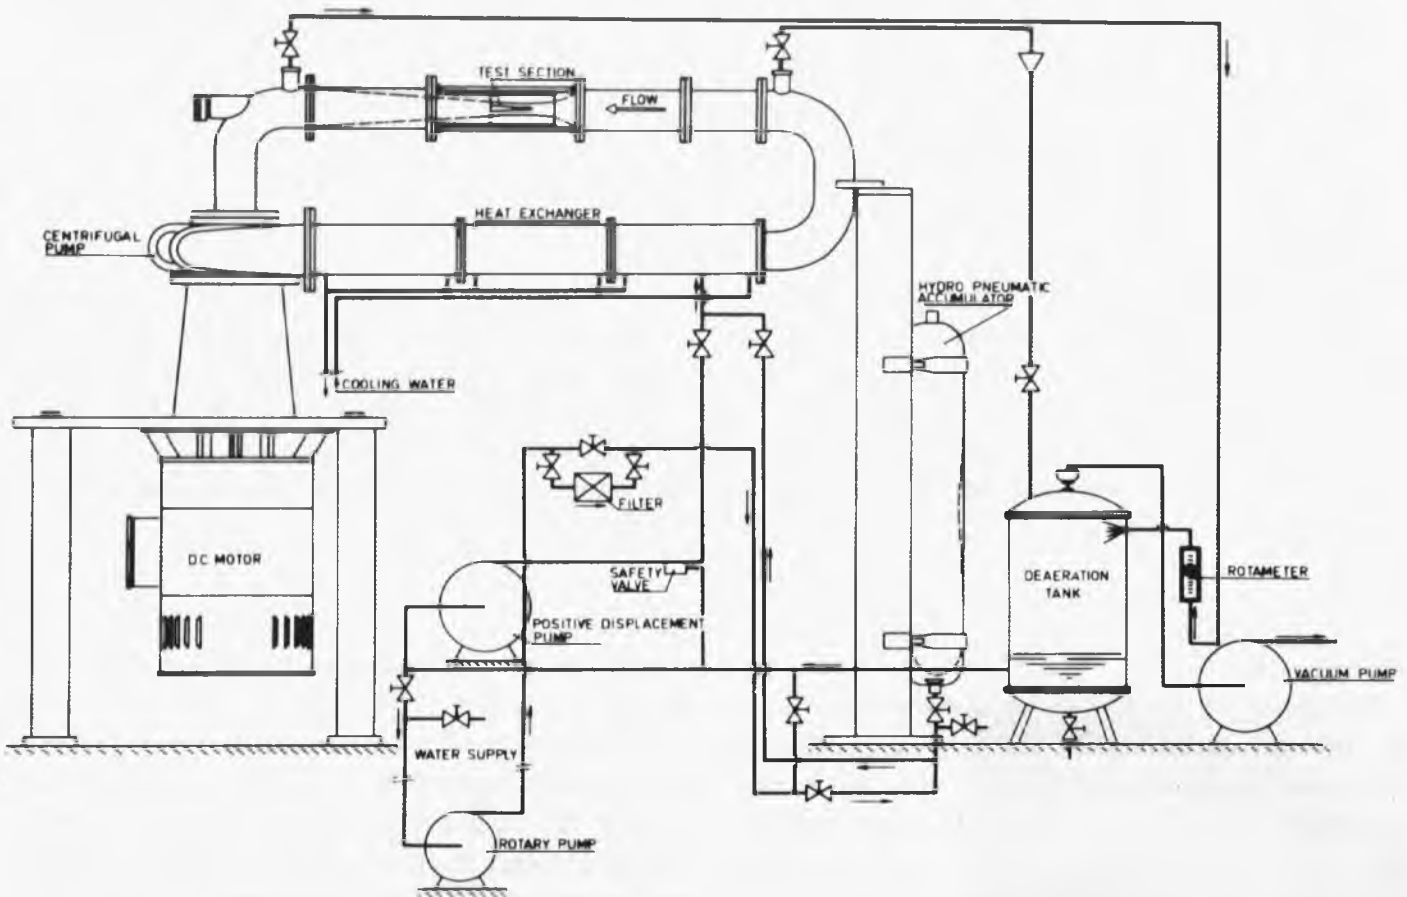 TEST SECTION
FLOW
HEAT EXCHANGER
CENTRIFUGAL
PUMP
HYDRO PNEUMATIC
ACCUMULATOR
COOLING WATER
FILTER
DC MOTOR
SAFETY
VALVE
DEAERATION
TANK
ROTAMETER
POSITIVE DISPLACEMENT
PUMP
VACUUM PUMP
WATER SUPPLY
ROTARY PUMP